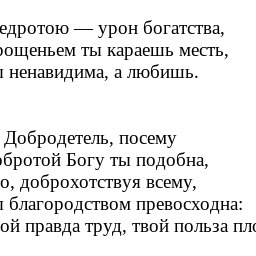 едротою — урон богатства,
рощеньем ты караешь месть,
ненавидима, а любишь.
Добродетель, посему
обротой Богу ты подобна,
о, доброхотствуя всему,
благородством превосходна:
ой правда труд, твой польза пло